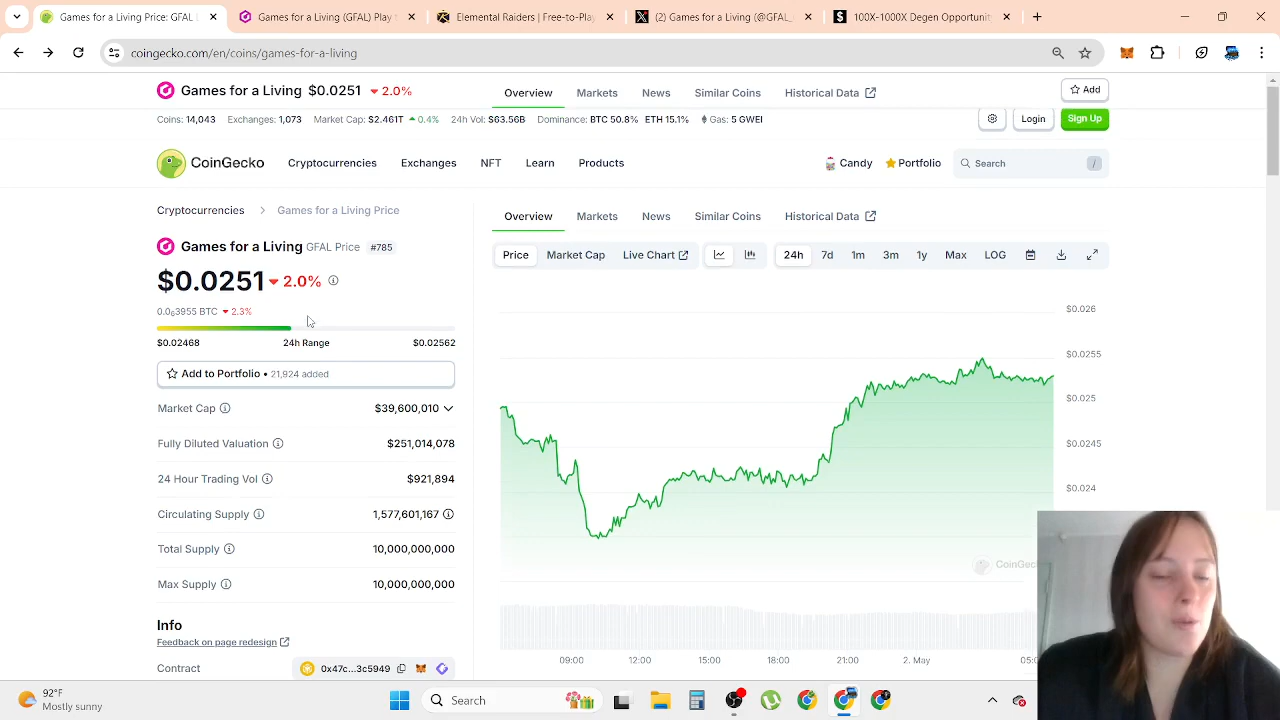 Games for a Living Price: GFAL l
Games for a Living (GFAL) Play t
Elemental Raiders | Free-to-Play
(2) Games for a Living (@GFAL_
100X-1000X Degen Opportunit
coingecko.com/en/coins/games-for-a-living
Games for a Living $0.0251 2.0%
Overview Markets News Similar Coins Historical Data
Add
Coins: 14,043 Exchanges: 1,073 Market C $2.461T 0.4% 24h Vol: $63.56B Dominance: BTC 50.8% ETH 15.1% Gas: 5 GWEI
Login Sign Up
CoinGecko Cryptocurrencies Exchanges NFT Learn Products
Candy Portfolio Search /
Cryptocurrencies Games for a Living Price
Overview Markets News Similar Coins Historical Data
Games for a Living GFAL Price #785
$0.0251 2.0%
0.0₆3955 BTC 2.3%
$0.02468 24h Range $0.02562
Add to Portfolio • 21,924 added
Market Cap $39,600,010
Fully Diluted Valuation $251,014,078
24 Hour Trading Vol $921,894
Circulating Supply 1,577,601,167
Total Supply 10,000,000,000
Max Supply 10,000,000,000
Info
Feedback on page redesign
Contract 0x47c...3c5949
Price Market Cap Live Chart 24h 7d 1m 3m 1y Max LOG
$0.026
$0.0255
$0.025
$0.0245
$0.024
CoinGeck
09:00 12:00 15:00 18:00 21:00 2. May 05:0
92°F
Mostly sunny
Search